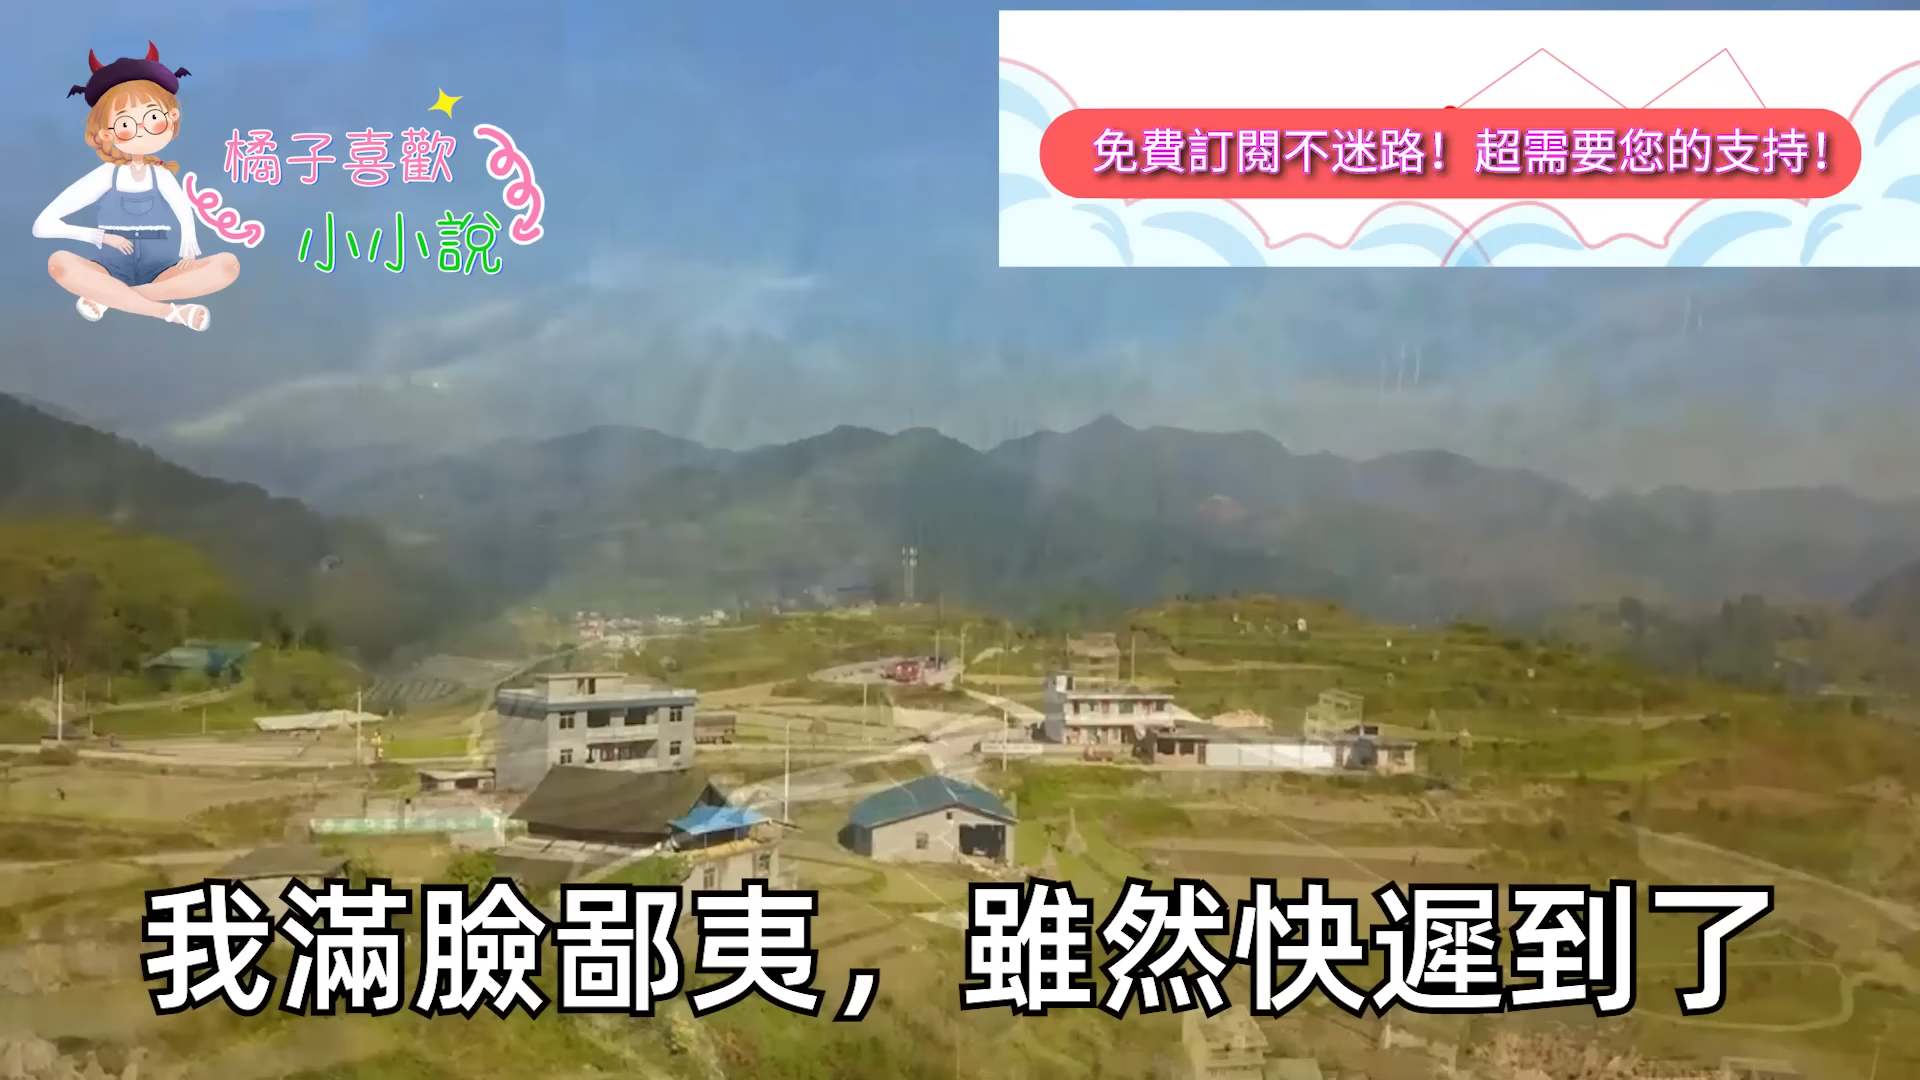 橘子喜歡
小小說
免費訂閱不迷路！超需要您的支持！
我滿臉鄙夷，雖然快遲到了